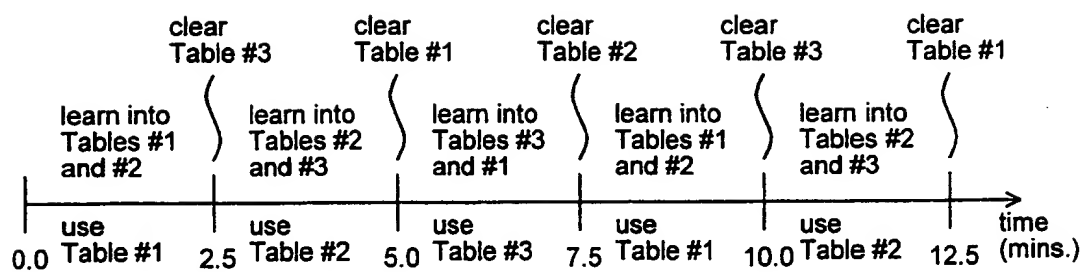 clear
Table #3
clear
Table #1
clear
Table #2
clear
Table #3
clear
Table #1
learn into
Tables #1
and #2
learn into
Tables #2
and #3
learn into
Tables #3
and #1
learn into
Tables #1
and #2
learn into
Tables #2
and #3
0.0
use
Table #1
2.5
use
Table #2
5.0
use
Table #3
7.5
use
Table #1
10.0
use
Table #2
12.5
time
(mins.)